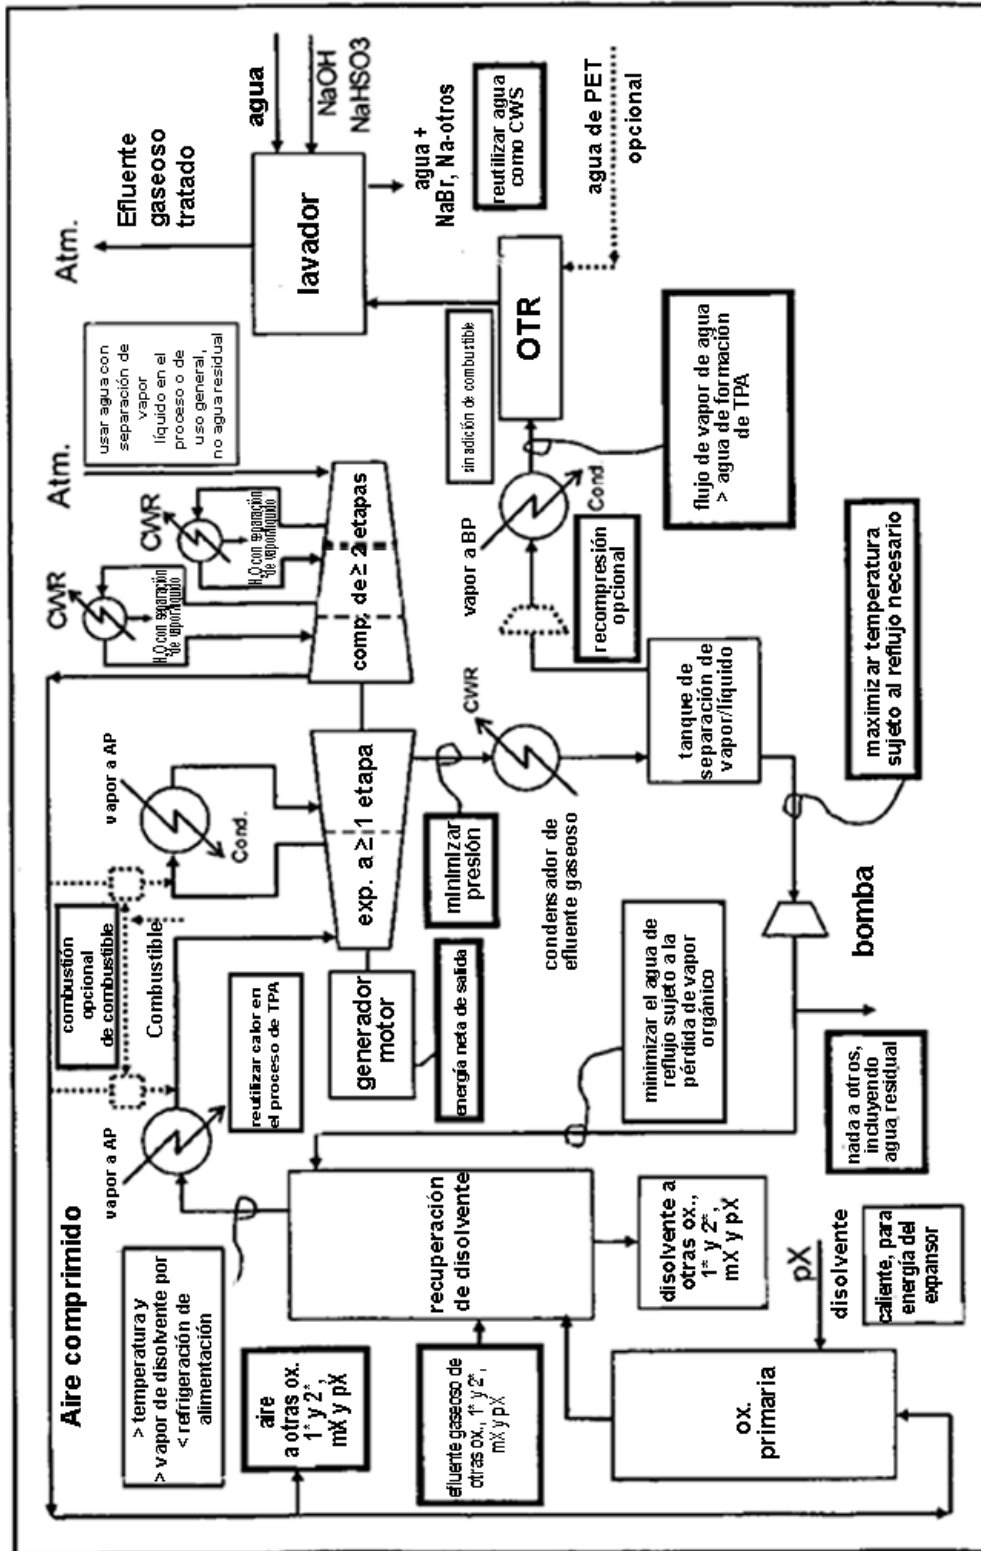 Aire comprimido
> temperatura y
> vapor de disolvente por
< refrigeración de
alimentación
vapor a AP
combustión
opcional
de combustible
Combustible
vapor a AP
Cond.
CWR
H2O con separación
de vapor/líquido
CWR
H2O con separación
de vapor/líquido
Atm.
usar agua con
separación de
vapor
líquido en el
proceso o de
uso general,
no agua residual
Atm.
Efluente
gaseoso
tratado
agua
NaOH
NaHSO3
aire
a otras ox.
1ª y 2ª,
mX y pX
reutilizar calor en
el proceso de TPA
exp. a ≥ 1 etapa
comp. de ≥ 2 etapas
lavador
generador
motor
energía neta de salida
minimizar
presión
CWR
condensador de
efluente gaseoso
vapor a BP
Cond.
sin adición de combustible
agua +
NaBr, Na-otros
reutilizar agua
como CWS
efluente gaseoso de
otras ox., 1ª y 2ª,
mX y pX
recuperación
de disolvente
OTR
agua de PET
opcional
recompresión
opcional
minimizar el agua de
reflujo sujeto a la
pérdida de vapor
orgánico
tanque de
separación de
vapor/líquido
flujo de vapor de agua
> agua de formación
de TPA
disolvente a
otras ox.,
1ª y 2ª,
mX y pX
ox.
primaria
pX
disolvente
caliente, para
energía del
expansor
nada a otros,
incluyendo
agua residual
bomba
maximizar temperatura
sujeto al reflujo necesario